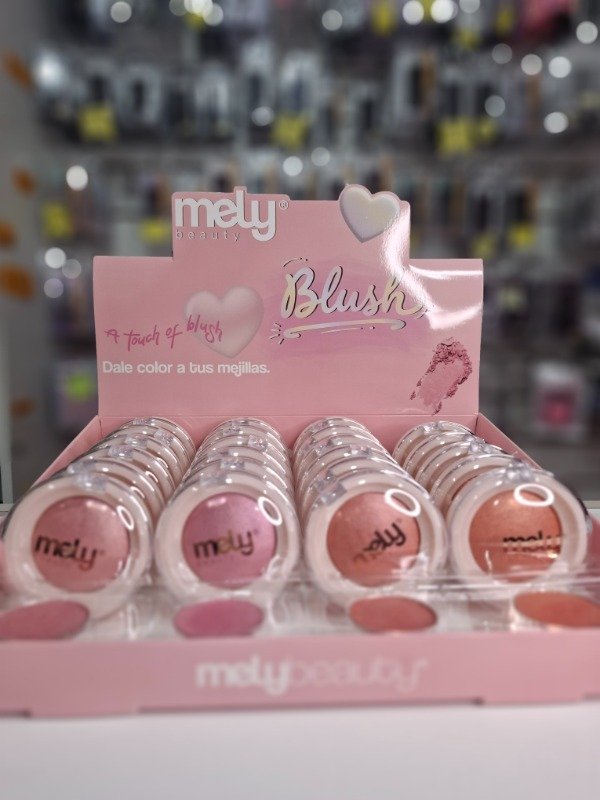 mely®
beauty
Blush
A touch of blush
Dale color a tus mejillas.
mely
mely
mely
mely
melybeauty